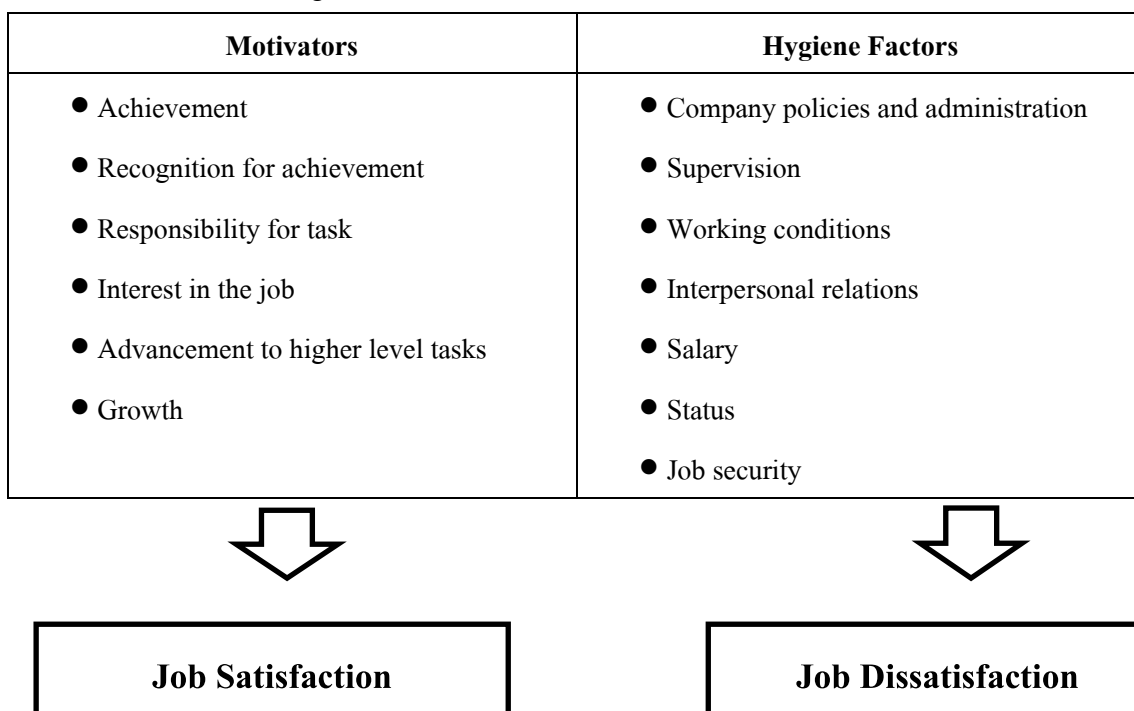 Motivators
Hygiene Factors
● Achievement
● Recognition for achievement
● Responsibility for task
● Interest in the job
● Advancement to higher level tasks
● Growth
● Company policies and administration
● Supervision
● Working conditions
● Interpersonal relations
● Salary
● Status
● Job security
Job Satisfaction
Job Dissatisfaction